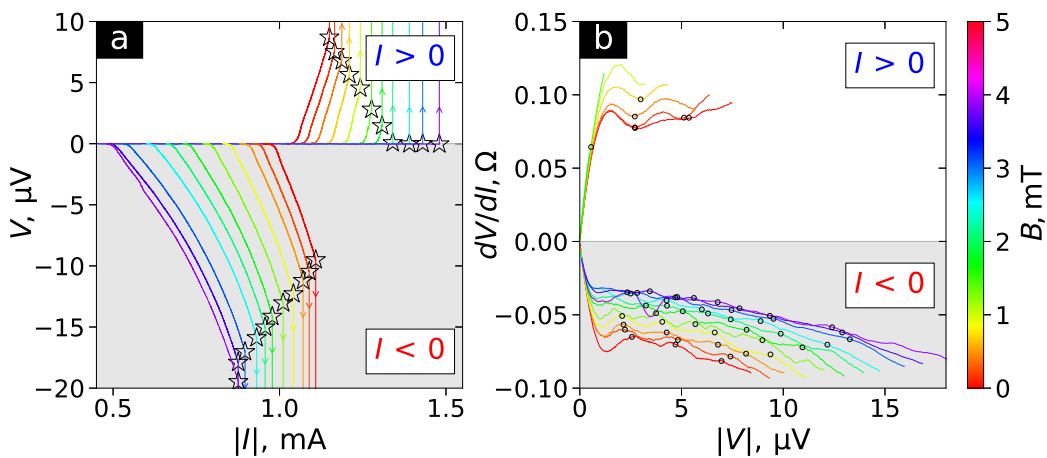 a
I > 0
I < 0
10
5
0
−5
−10
−15
−20
V, μV
0.5
1.0
1.5
|I|, mA
b
I > 0
I < 0
0.15
0.10
0.05
0.00
−0.05
−0.10
dV/dI, Ω
0
5
10
15
|V|, μV
5
4
3
2
1
0
B, mT